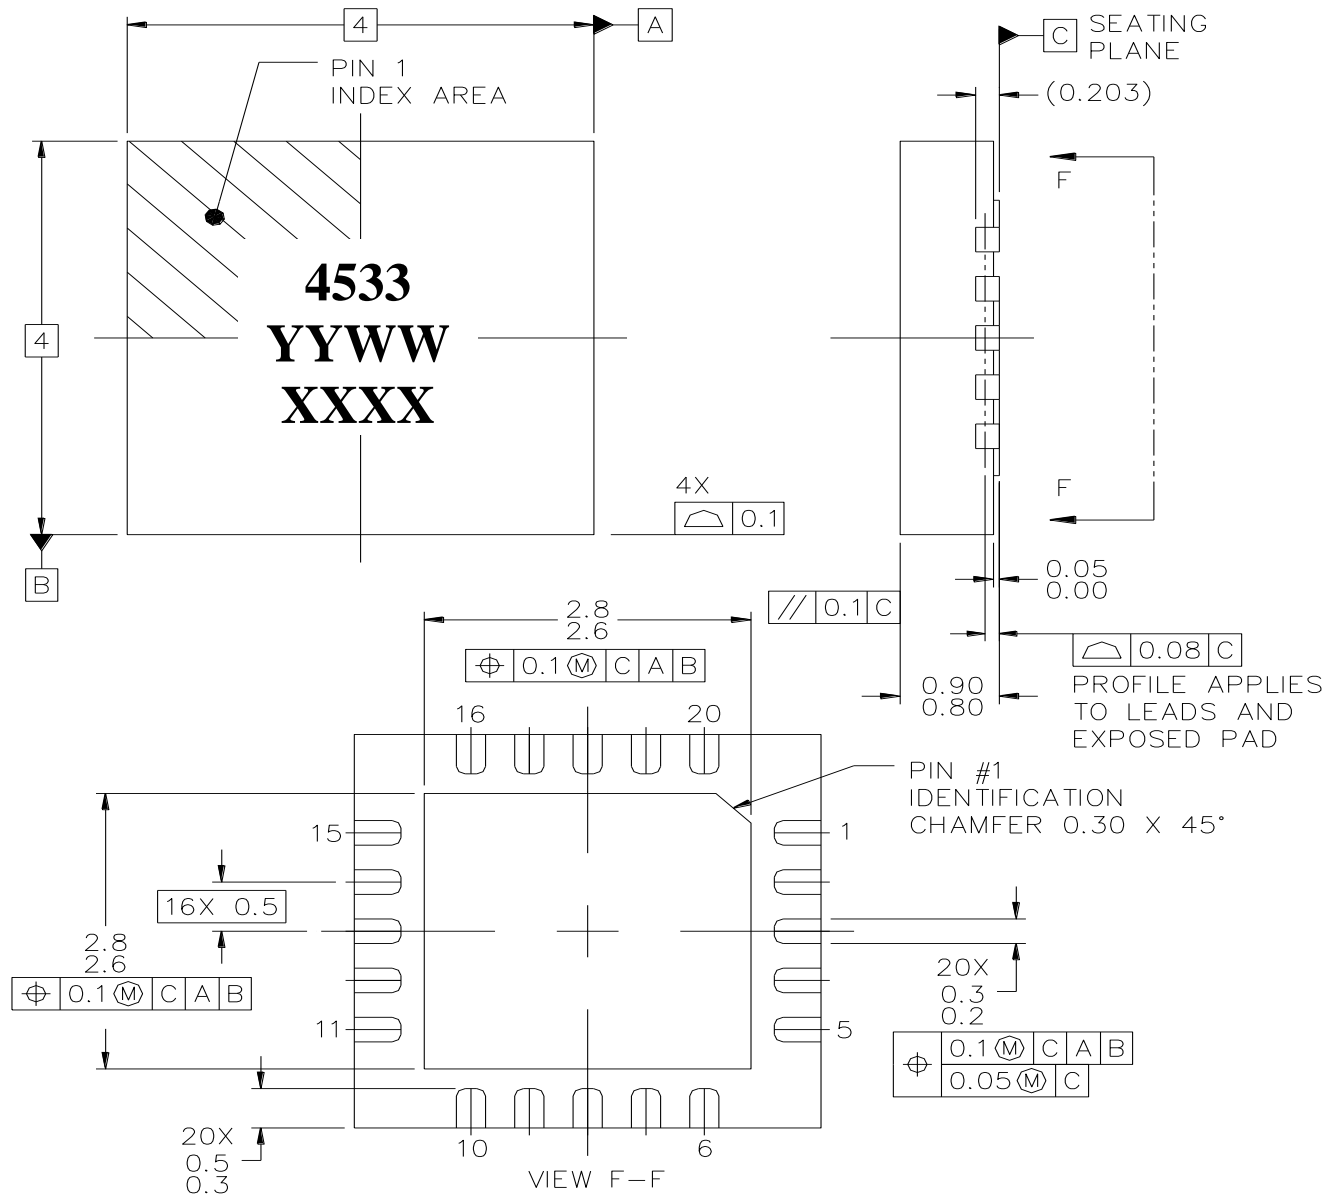 4
A
C
SEATING
PLANE
(0.203)
PIN 1
INDEX AREA
F
4533
YYWW
XXXX
4
B
4X
0.1
F
0.05
0.00
// 0.1 C
0.08 C
PROFILE APPLIES
TO LEADS AND
EXPOSED PAD
0.90
0.80
2.8
2.6
⌖ 0.1 Ⓜ C A B
16
20
PIN #1
IDENTIFICATION
CHAMFER 0.30 X 45°
15
1
16X 0.5
2.8
2.6
⌖ 0.1 Ⓜ C A B
20X
0.3
0.2
11
5
⌖ 0.1 Ⓜ C A B
0.05 Ⓜ C
20X
0.5
0.3
10
6
VIEW F-F